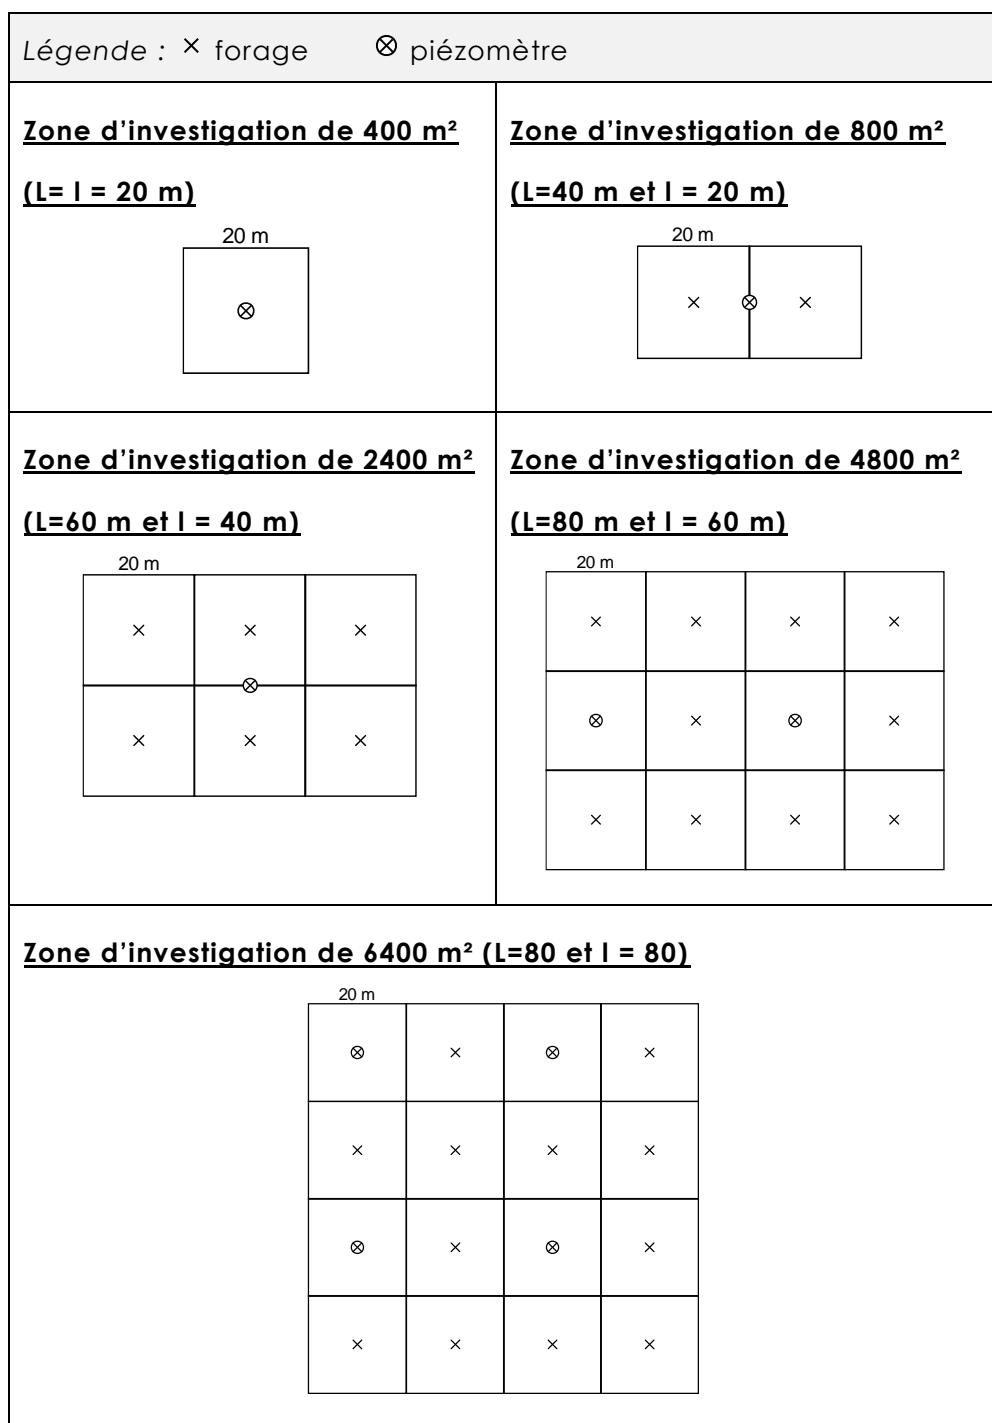 Légende : × forage ⊗ piézomètre
Zone d’investigation de 400 m²
(L= l = 20 m)
20 m
Zone d’investigation de 800 m²
(L=40 m et l = 20 m)
20 m
Zone d’investigation de 2400 m²
(L=60 m et l = 40 m)
20 m
Zone d’investigation de 4800 m²
(L=80 m et l = 60 m)
20 m
Zone d’investigation de 6400 m² (L=80 et l = 80)
20 m